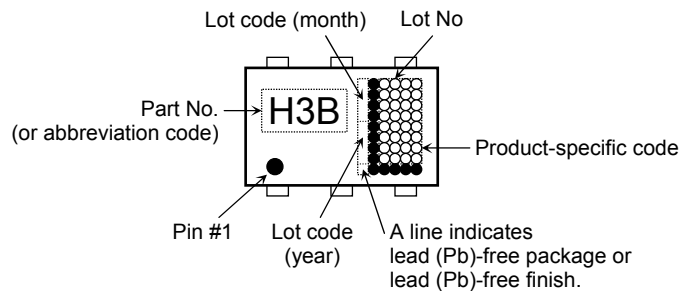 Lot code (month)
Lot No
Part No.
(or abbreviation code)
H3B
Product-specific code
Pin #1
Lot code
(year)
A line indicates
lead (Pb)-free package or
lead (Pb)-free finish.